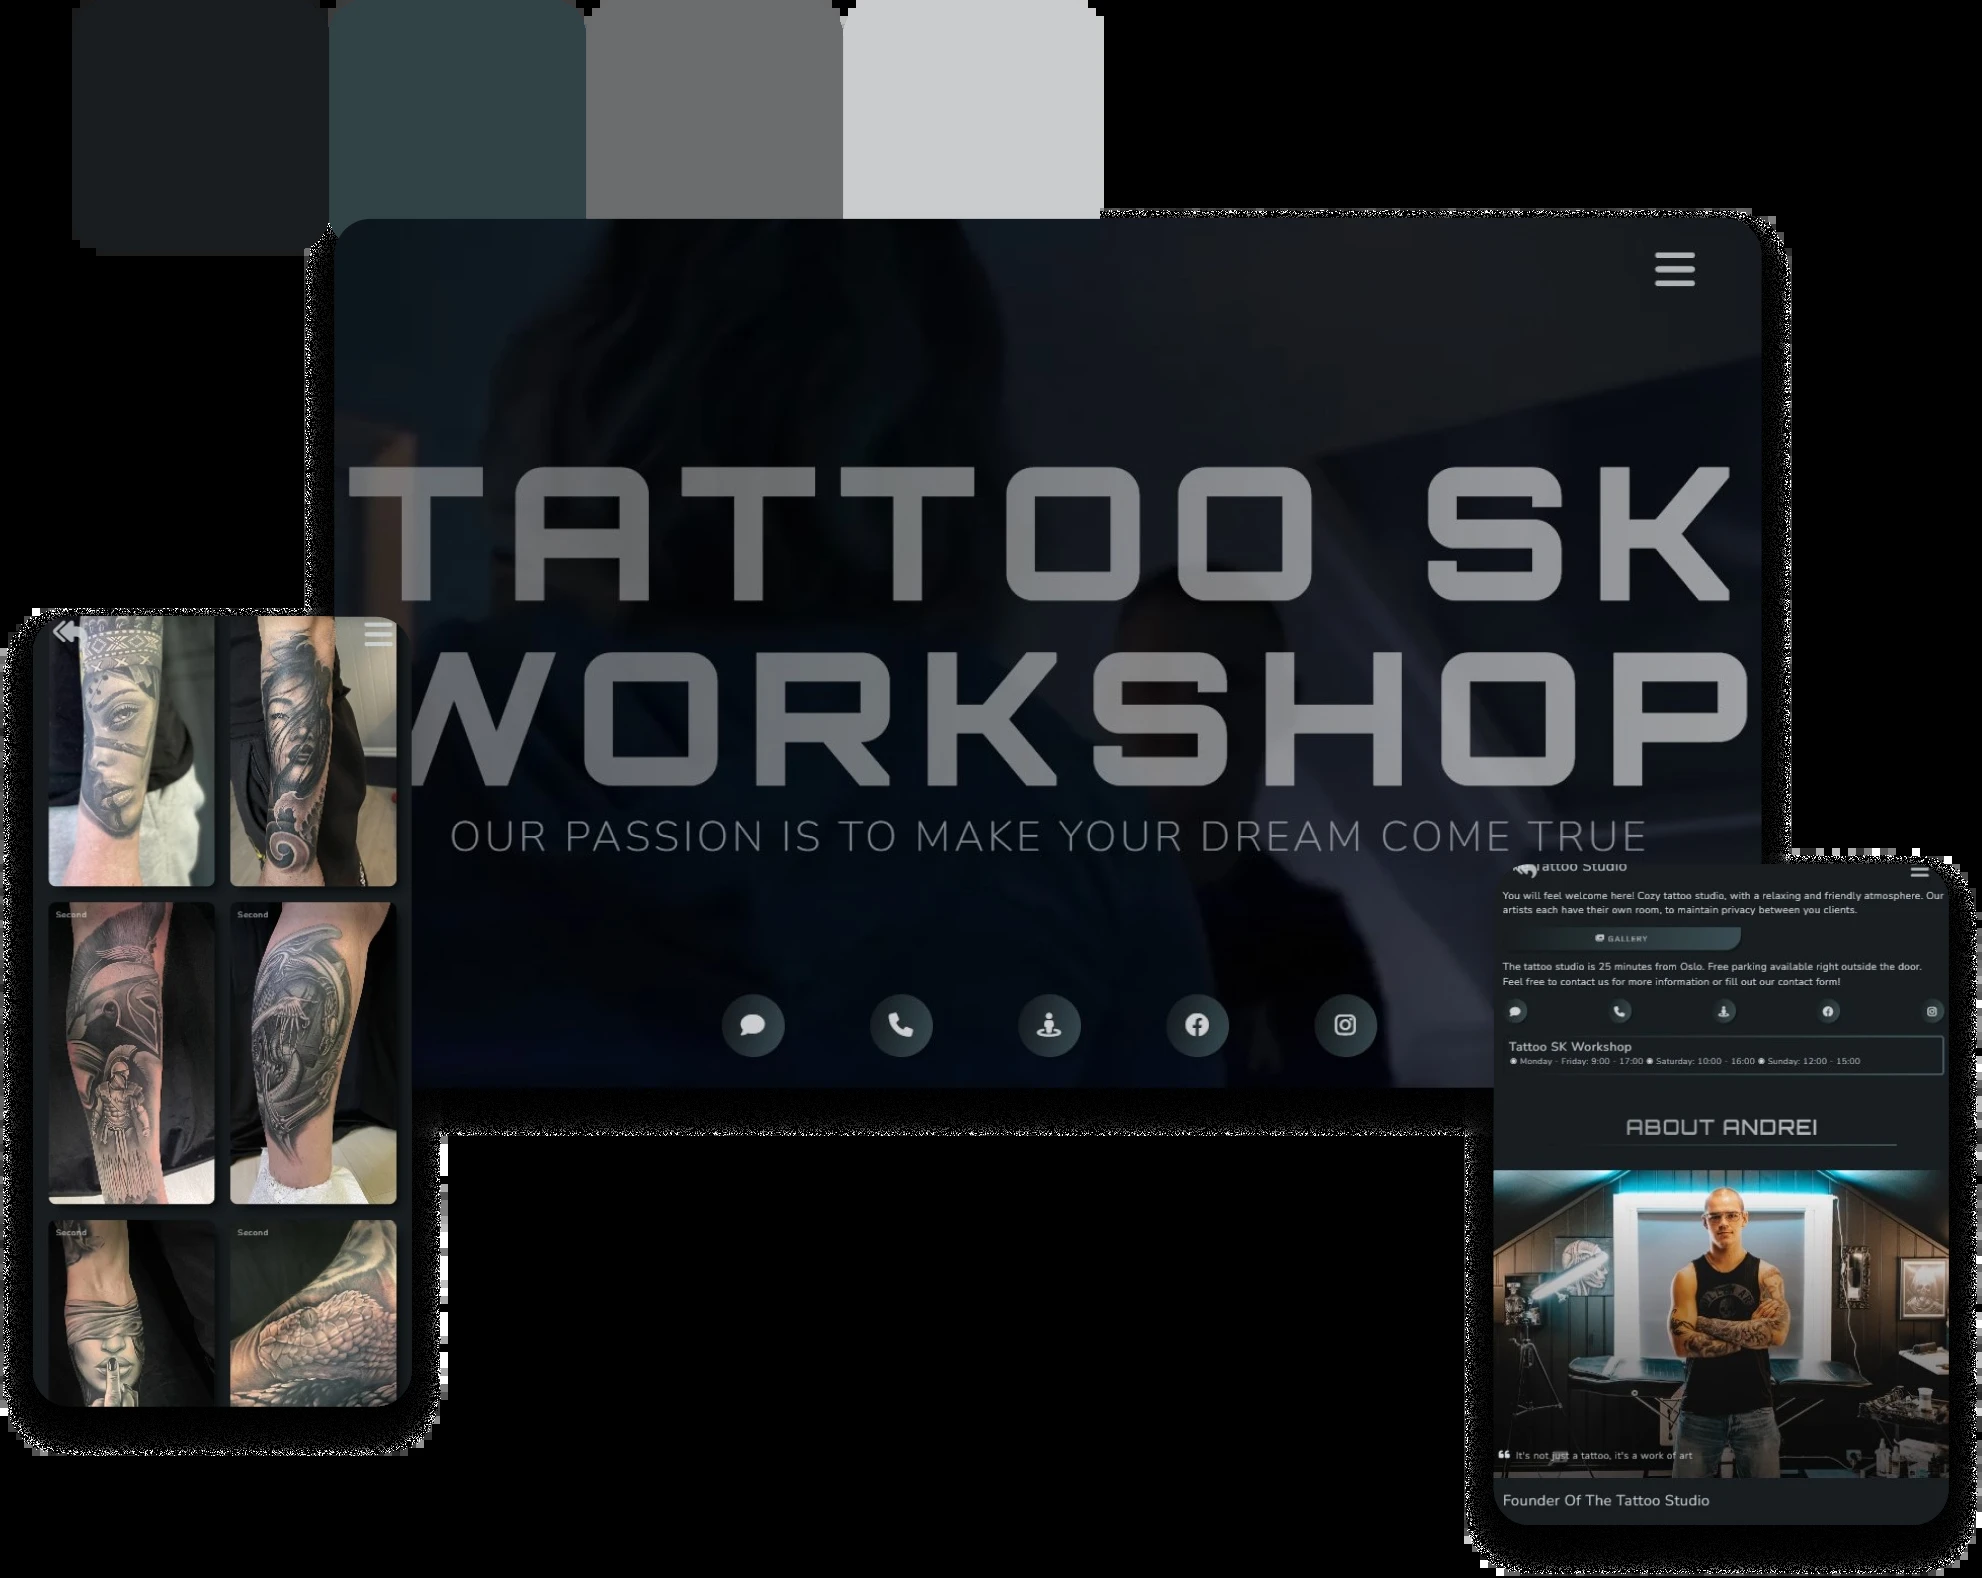 TATTOO SK
WORKSHOP
OUR PASSION IS TO MAKE YOUR DREAM COME TRUE
Second
Second
Second
Second
Tattoo Studio
You will feel welcome here! Cozy tattoo studio, with a relaxing and friendly atmosphere. Our
artists each have their own room, to maintain privacy between you clients.
GALLERY
The tattoo studio is 25 minutes from Oslo. Free parking available right outside the door.
Feel free to contact us for more information or fill out our contact form!
Tattoo SK Workshop
◉ Monday - Friday: 9:00 - 17:00 ◉ Saturday: 10:00 - 16:00 ◉ Sunday: 12:00 - 15:00
ABOUT ANDREI
❝ It's not just a tattoo, it's a work of art
Founder Of The Tattoo Studio